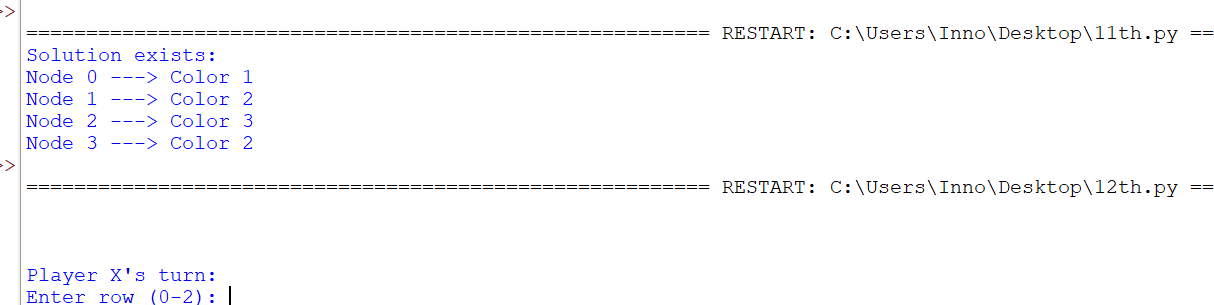 >>
========================================================= RESTART: C:\Users\Inno\Desktop\11th.py ==
Solution exists:
Node 0 ---> Color 1
Node 1 ---> Color 2
Node 2 ---> Color 3
Node 3 ---> Color 2
>>
========================================================= RESTART: C:\Users\Inno\Desktop\12th.py ==
Player X's turn:
Enter row (0-2):